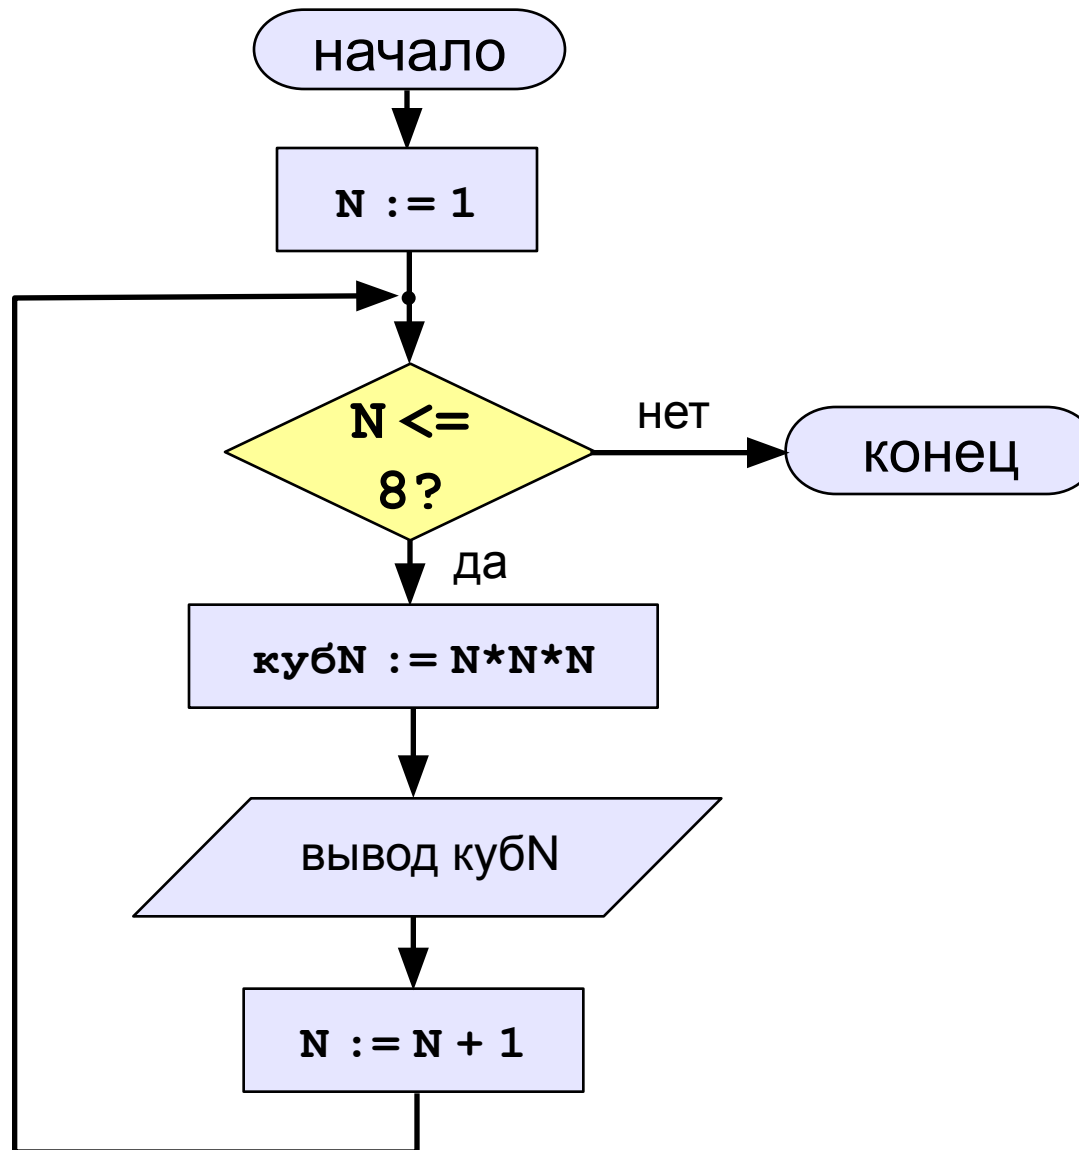 начало
N := 1
N <=
8?
нет
конец
да
кубN := N*N*N
вывод кубN
N := N + 1